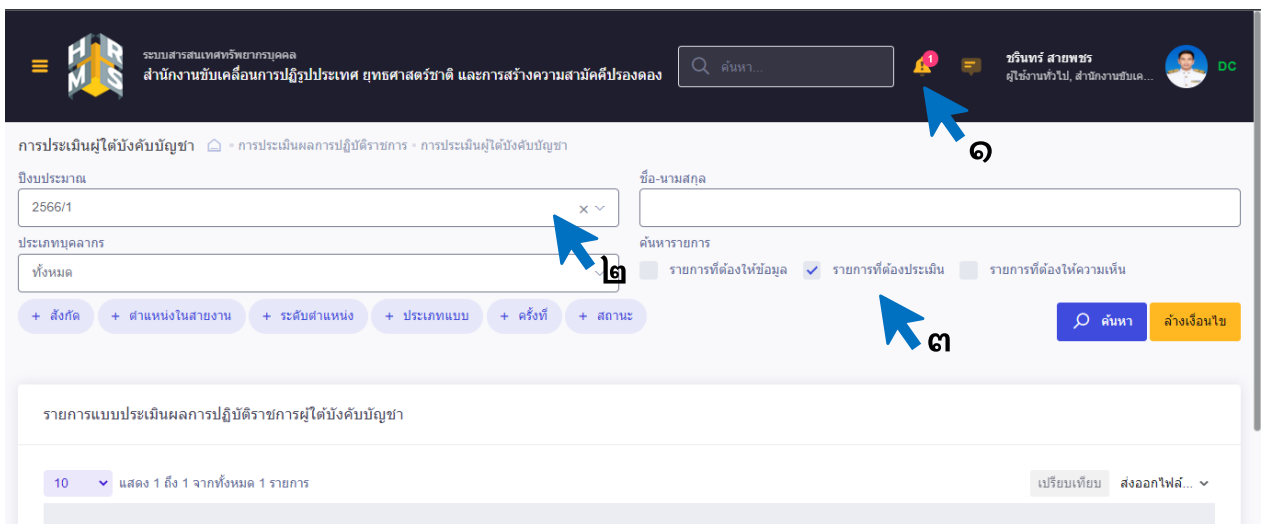 HRMIS
ระบบสารสนเทศทรัพยากรบุคคล
สำนักงานขับเคลื่อนการปฏิรูปประเทศ ยุทธศาสตร์ชาติ และการสร้างความสามัคคีปรองดอง
ค้นหา...
1
ชรินทร์ สายพชร
ผู้ใช้งานทั่วไป, สำนักงานขับเค...
DC
๑
การประเมินผู้ใต้บังคับบัญชา • การประเมินผลการปฏิบัติราชการ • การประเมินผู้ใต้บังคับบัญชา
ปีงบประมาณ
ชื่อ-นามสกุล
2566/1
ประเภทบุคลากร
ค้นหารายการ
ทั้งหมด
๒
รายการที่ต้องให้ข้อมูล รายการที่ต้องประเมิน รายการที่ต้องให้ความเห็น
+ สังกัด + ตำแหน่งในสายงาน + ระดับตำแหน่ง + ประเภทแบบ + ครั้งที่ + สถานะ
๓
ค้นหา ล้างเงื่อนไข
รายการแบบประเมินผลการปฏิบัติราชการผู้ใต้บังคับบัญชา
10 แสดง 1 ถึง 1 จากทั้งหมด 1 รายการ
เปรียบเทียบ ส่งออกไฟล์...